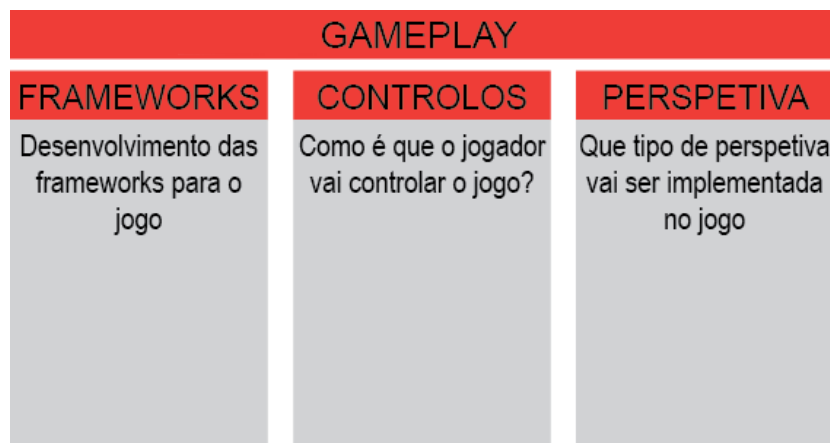 GAMEPLAY
FRAMEWORKS
Desenvolvimento das
frameworks para o
jogo
CONTROLOS
Como é que o jogador
vai controlar o jogo?
PERSPETIVA
Que tipo de perspetiva
vai ser implementada
no jogo